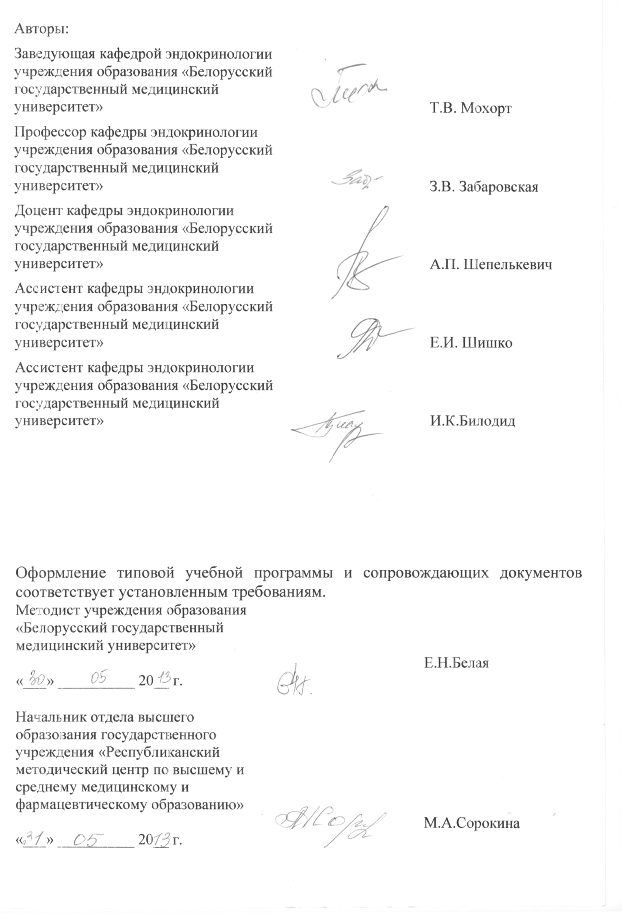 Авторы:
Заведующая кафедрой эндокринологии
учреждения образования «Белорусский
государственный медицинский
университет»
Т.В. Мохорт
Профессор кафедры эндокринологии
учреждения образования «Белорусский
государственный медицинский
университет»
З.В. Забаровская
Доцент кафедры эндокринологии
учреждения образования «Белорусский
государственный медицинский
университет»
А.П. Шепелькевич
Ассистент кафедры эндокринологии
учреждения образования «Белорусский
государственный медицинский
университет»
Е.И. Шишко
Ассистент кафедры эндокринологии
учреждения образования «Белорусский
государственный медицинский
университет»
И.К.Билодид
Оформление типовой учебной программы и сопровождающих документов
соответствует установленным требованиям.
Методист учреждения образования
«Белорусский государственный
медицинский университет»
Е.Н.Белая
«30» 05 2013 г.
Начальник отдела высшего
образования государственного
учреждения «Республиканский
методический центр по высшему и
среднему медицинскому и
фармацевтическому образованию»
М.А.Сорокина
«31» 05 2013 г.